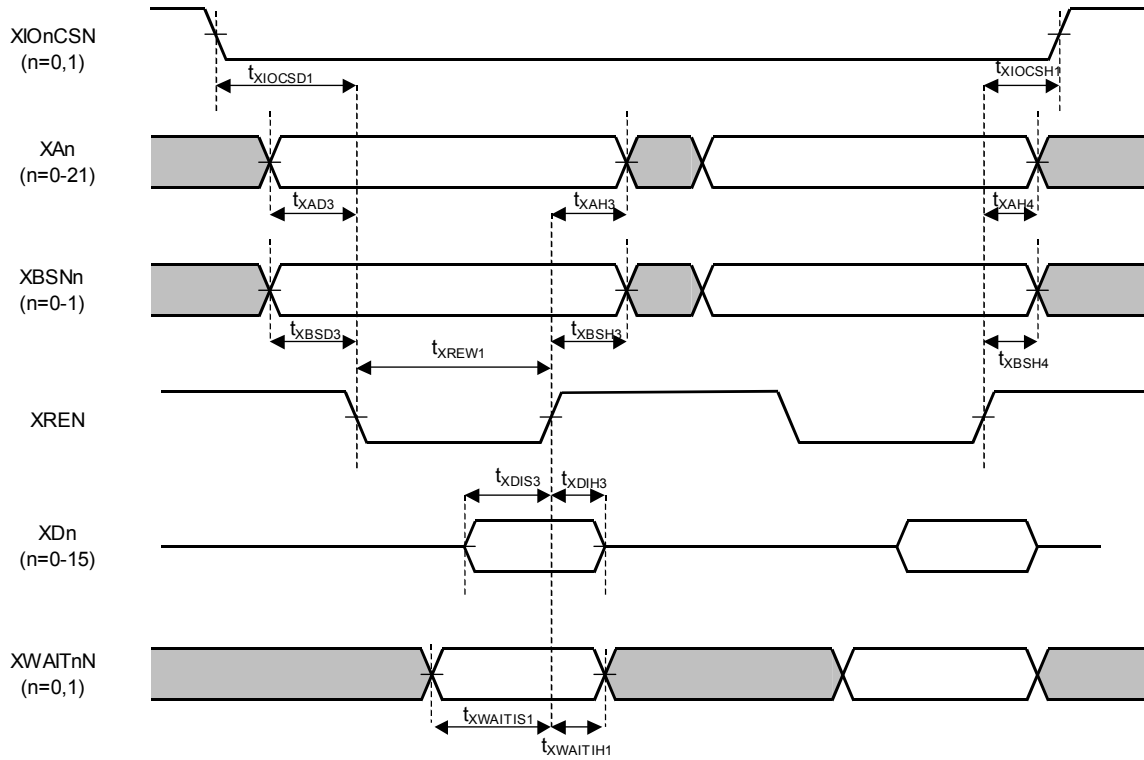 XIOnCSN
(n=0,1)
tXIOCSD1
tXIOCSH1
XAn
(n=0-21)
tXAD3
tXAH3
tXAH4
XBSNn
(n=0-1)
tXBSD3
tXREW1
tXBSH3
tXBSH4
XREN
tXDIS3
tXDIH3
XDn
(n=0-15)
XWAITnN
(n=0,1)
tXWAITIS1
tXWAITIH1